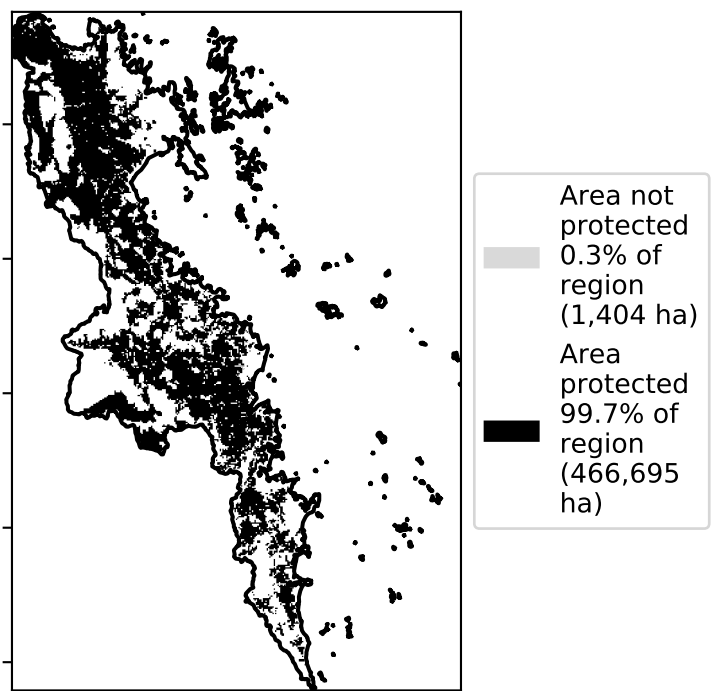 Area not
protected
0.3% of
region
(1,404 ha)
Area
protected
99.7% of
region
(466,695
ha)